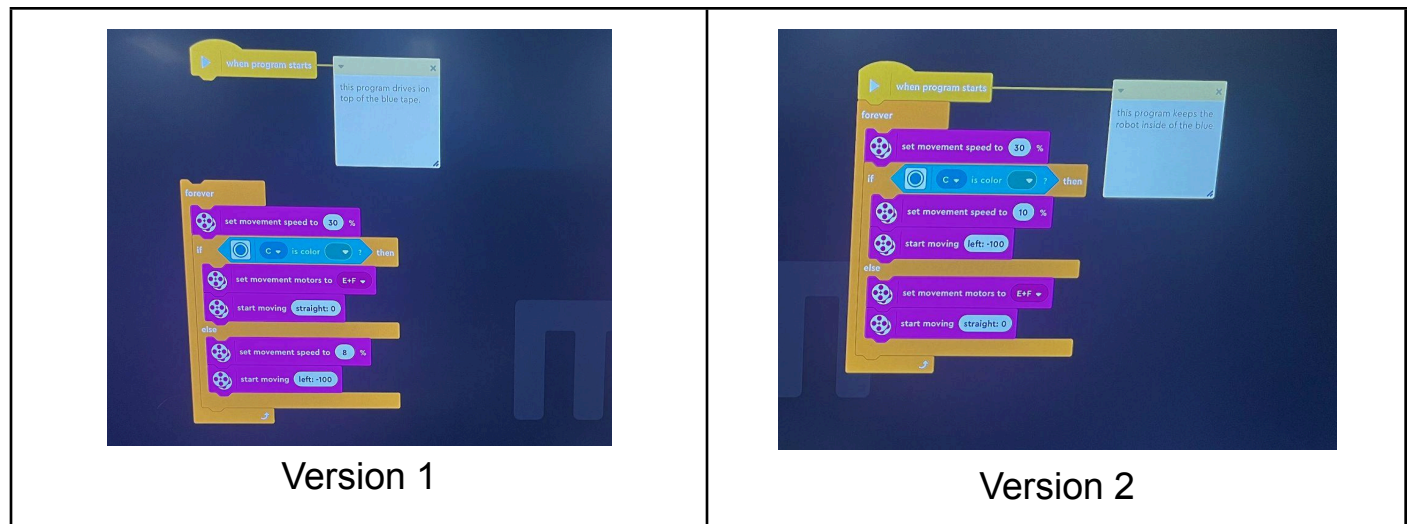 when program starts
this program drives ion
top of the blue tape.
forever
set movement speed to 30 %
if C is color ? then
set movement motors to E+F
start moving straight: 0
else
set movement speed to 8 %
start moving left: -100
Version 1
when program starts
this program keeps the
robot inside of the blue
forever
set movement speed to 30 %
if C is color ? then
set movement speed to 10 %
start moving left: -100
else
set movement motors to E+F
start moving straight: 0
Version 2